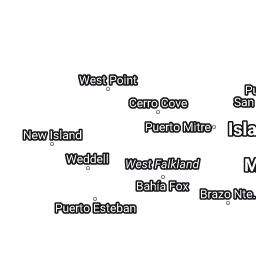 West Point
Pu
San
Cerro Cove
Puerto Mitre
Isla
New Island
Weddell
West Falkland
M
Bahía Fox
Brazo Nte.
Puerto Esteban